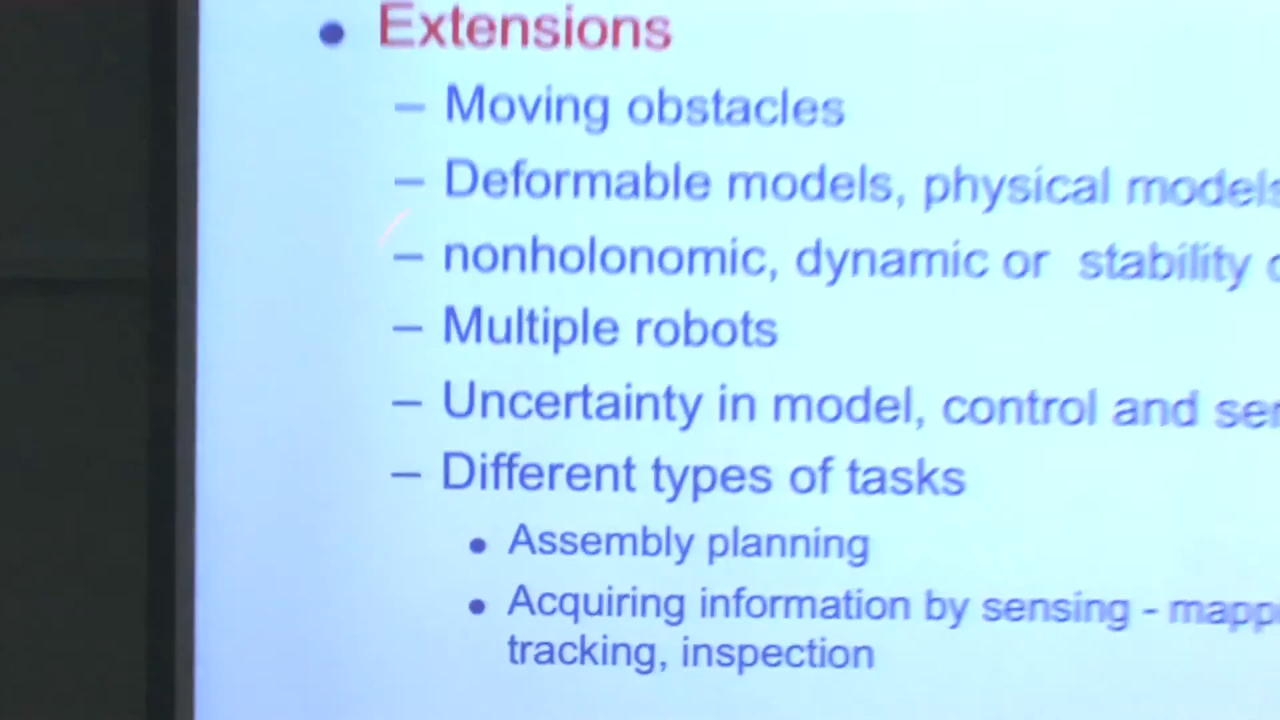 • Extensions
– Moving obstacles
– Deformable models, physical models
– nonholonomic, dynamic or stability
– Multiple robots
– Uncertainty in model, control and
– Different types of tasks
• Assembly planning
• Acquiring information by sensing -
tracking, inspection